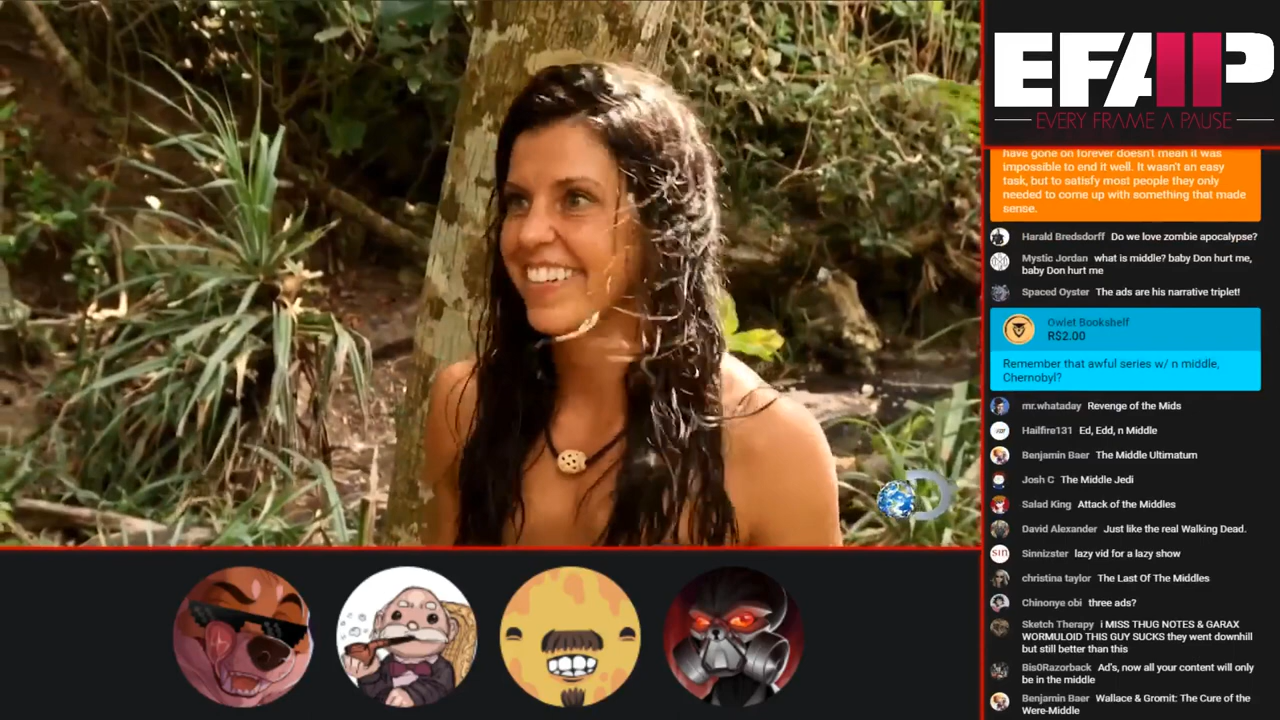 EFAP
EVERY FRAME A PAUSE
have gone on forever doesn't mean it was
impossible to end it well. It wasn't an easy
task, but to satisfy most people they only
needed to come up with something that made
sense.
Harald Bredsdorff Do we love zombie apocalypse?
Mystic Jordan what is middle? baby Don hurt me,
baby Don hurt me
Spaced Oyster The ads are his narrative triplet!
Owlet Bookshelf
R$2.00
Remember that awful series w/ n middle,
Chernobyl?
mr.whataday Revenge of the Mids
Hailfire131 Ed, Edd, n Middle
Benjamin Baer The Middle Ultimatum
Josh C The Middle Jedi
Salad King Attack of the Middles
David Alexander Just like the real Walking Dead.
sin Sinnizster lazy vid for a lazy show
christina taylor The Last Of The Middles
Chinonye obi three ads?
Sketch Therapy i MISS THUG NOTES & GARAX
WORMULOID THIS GUY SUCKS they went downhill
but still better than this
Bis0Razorback Ad's, now all your content will only
be in the middle
Benjamin Baer Wallace & Gromit: The Cure of the
Were-Middle